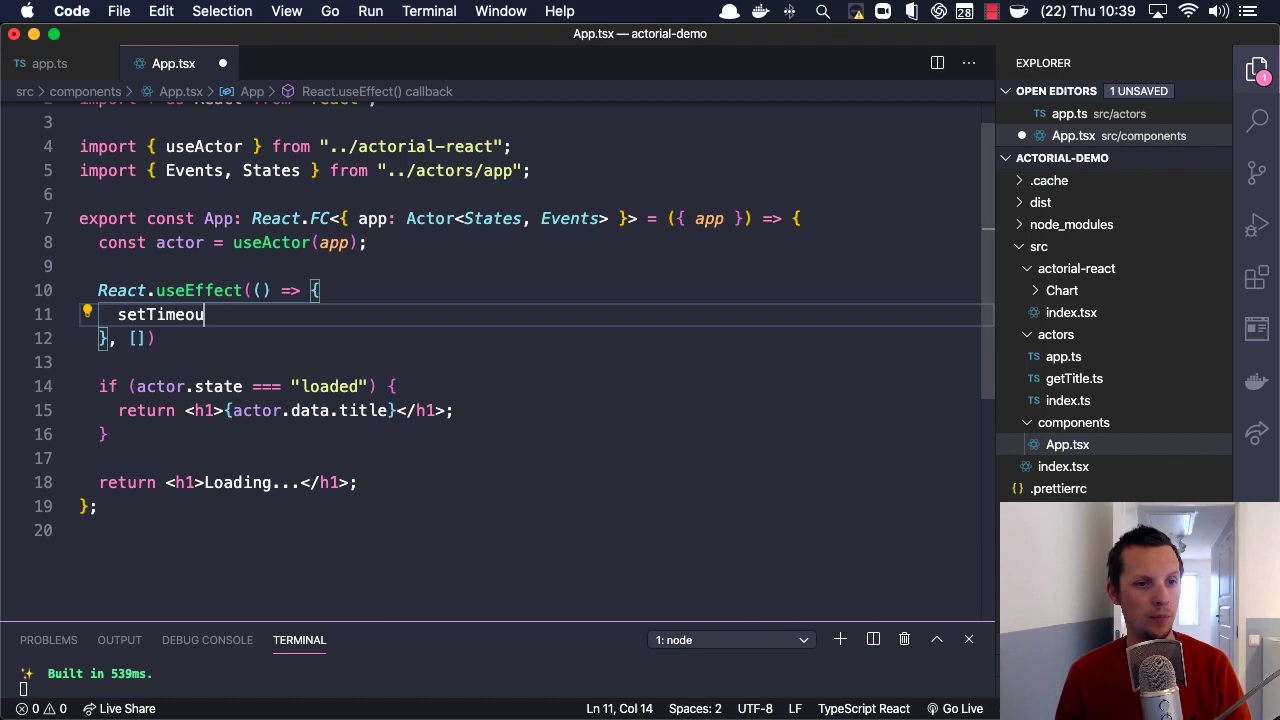 Code File Edit Selection View Go Run Terminal Window Help 28 (22) Thu 10:39
App.tsx — actorial-demo
TS app.ts
App.tsx
src components App.tsx App React.useEffect() callback
3
4 import { useActor } from "../actorial-react";
5 import { Events, States } from "../actors/app";
6
7 export const App: React.FC<{ app: Actor<States, Events> }> = ({ app }) => {
8 const actor = useActor(app);
9
10 React.useEffect(() => {
11 setTimeou
12 }, [])
13
14 if (actor.state === "loaded") {
15 return <h1>{actor.data.title}</h1>;
16 }
17
18 return <h1>Loading...</h1>;
19 };
20
EXPLORER
OPEN EDITORS 1 UNSAVED
TS app.ts src/actors
App.tsx src/components
ACTORIAL-DEMO
.cache
dist
node_modules
src
actorial-react
Chart
index.tsx
actors
TS app.ts
TS getTitle.ts
TS index.ts
components
App.tsx
index.tsx
{} .prettierrc
1
PROBLEMS OUTPUT DEBUG CONSOLE TERMINAL 1: node
Built in 539ms.
0 0 Live Share Ln 11, Col 14 Spaces: 2 UTF-8 LF TypeScript React Go Live